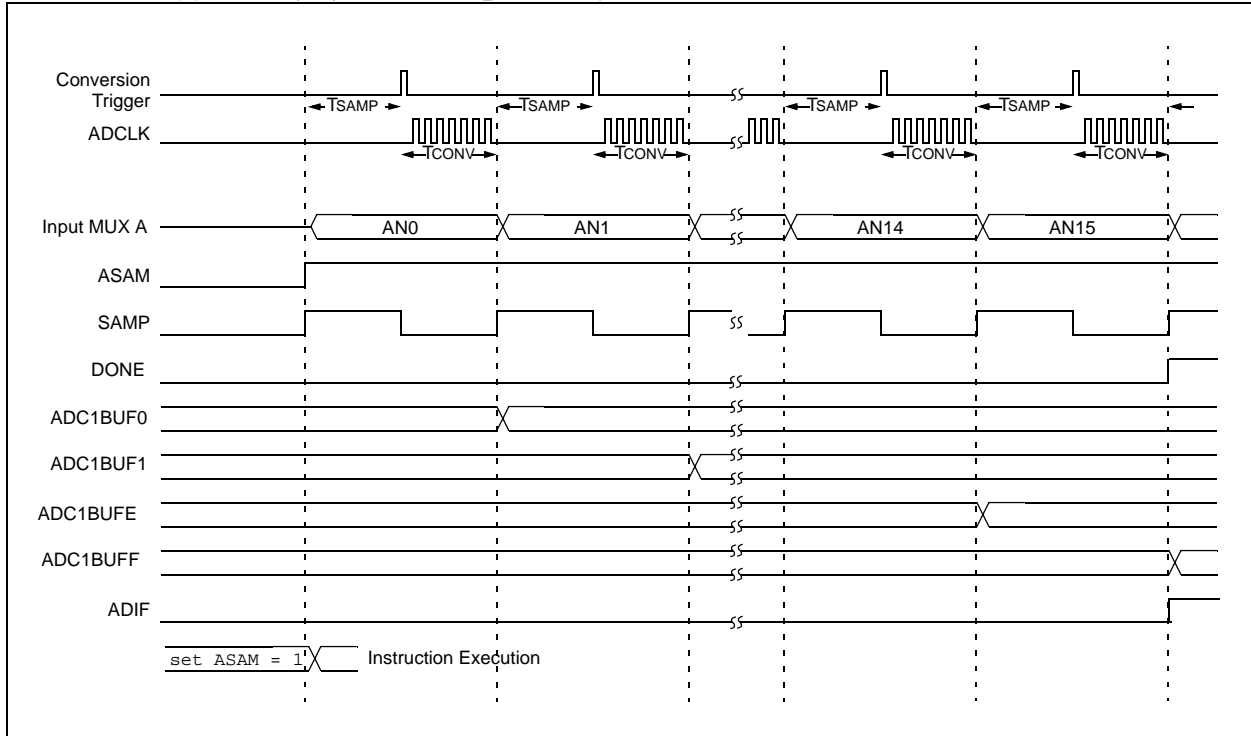 Conversion
Trigger
TSAMP TSAMP TSAMP TSAMP
ADCLK
TCONV TCONV TCONV TCONV
Input MUX A AN0 AN1 AN14 AN15
ASAM
SAMP
DONE
ADC1BUF0
ADC1BUF1
ADC1BUFE
ADC1BUFF
ADIF
set ASAM = 1 Instruction Execution